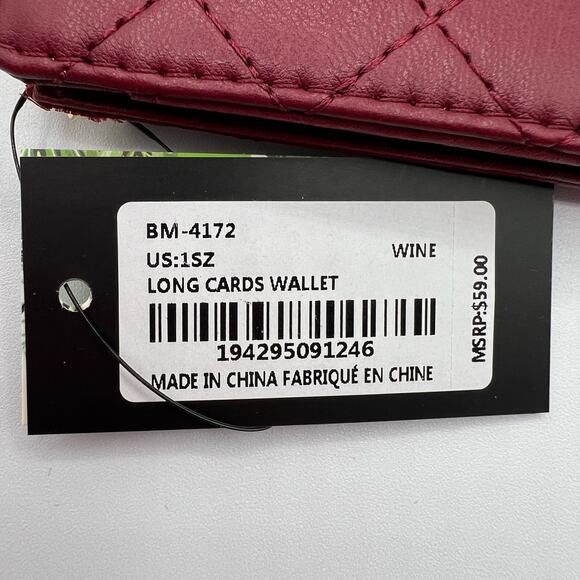 BM-4172
US:1SZ
WINE
LONG CARDS WALLET
194295091246
MADE IN CHINA FABRIQUÉ EN CHINE
MSRP:$59.00